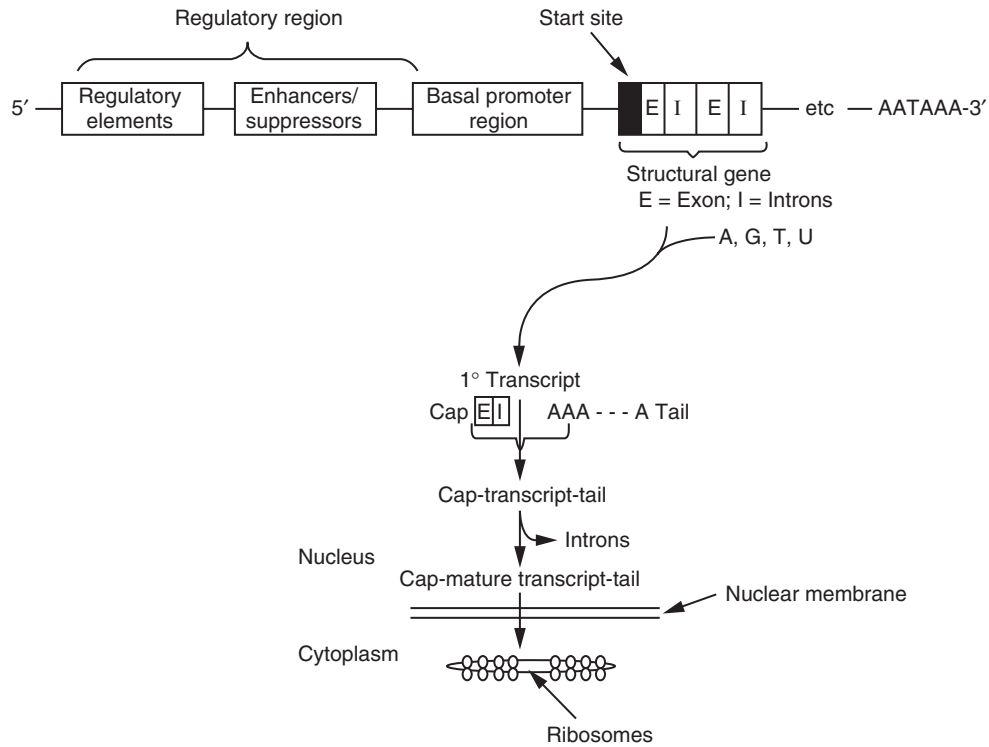 Regulatory region
Start site
5′
Regulatory
elements
Enhancers/
suppressors
Basal promoter
region
E I E I
etc
AATAAA-3′
Structural gene
E = Exon; I = Introns
A, G, T, U
1° Transcript
Cap E I AAA - - - A Tail
Cap-transcript-tail
Introns
Nucleus
Cap-mature transcript-tail
Nuclear membrane
Cytoplasm
Ribosomes